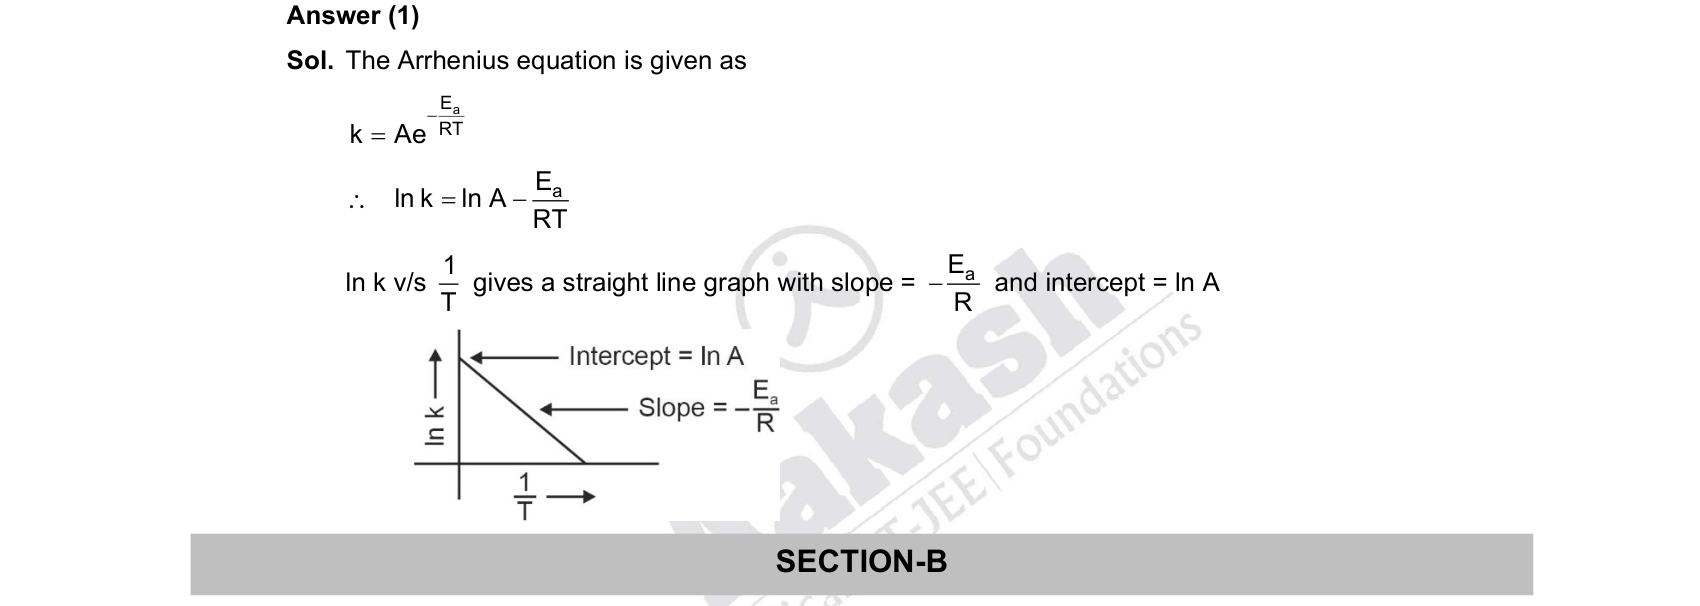 Answer (1)
Sol. The Arrhenius equation is given as
k = Ae^(−Eₐ/RT)
∴ ln k = ln A − Eₐ/RT
ln k v/s 1/T gives a straight line graph with slope = −Eₐ/R and intercept = ln A
Intercept = ln A
Slope = −Eₐ/R
ln k
1/T
SECTION-B
akash
-JEE|Foundations